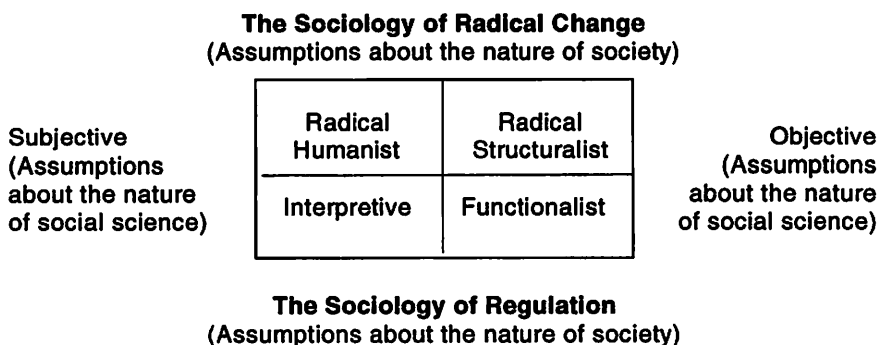 The Sociology of Radical Change
(Assumptions about the nature of society)
Subjective
(Assumptions
about the nature
of social science)
Radical
Humanist
Radical
Structuralist
Interpretive
Functionalist
Objective
(Assumptions
about the nature
of social science)
The Sociology of Regulation
(Assumptions about the nature of society)